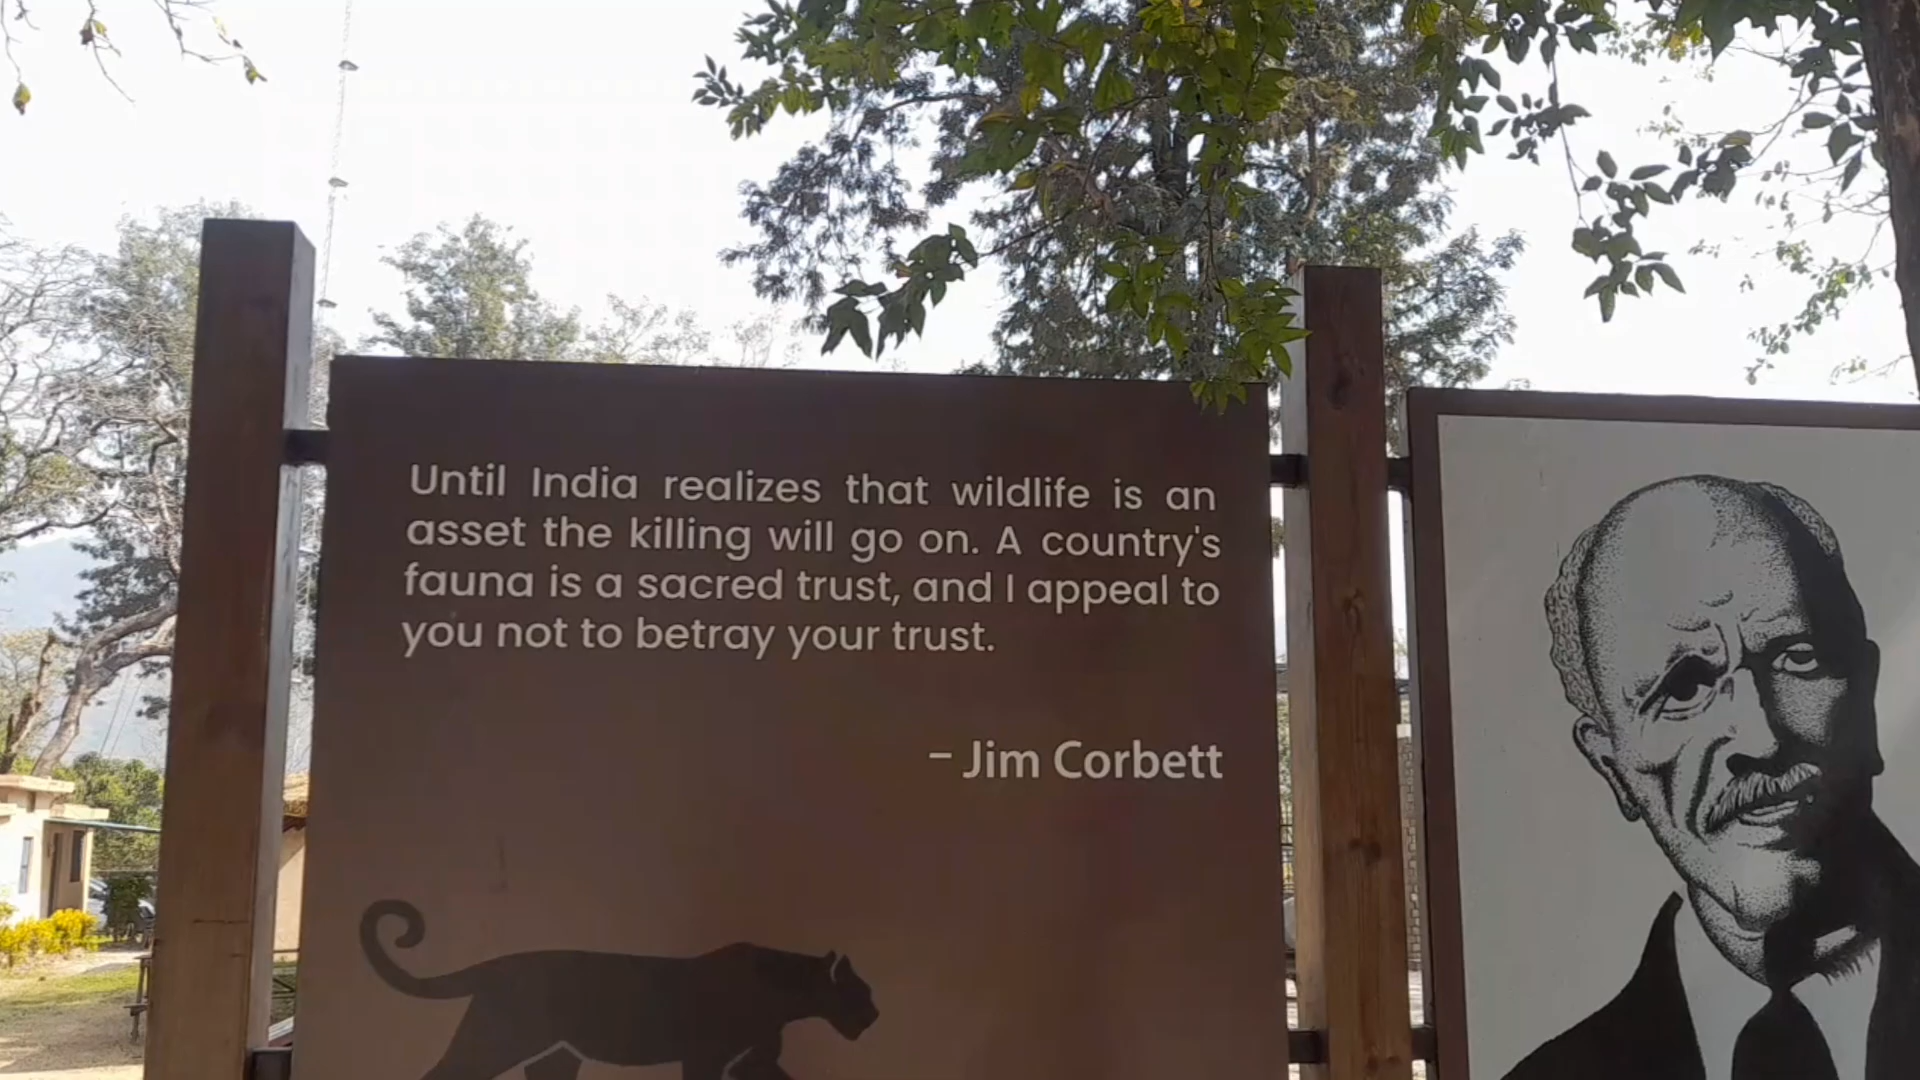 Until India realizes that wildlife is an
asset the killing will go on. A country's
fauna is a sacred trust, and I appeal to
you not to betray your trust.
– Jim Corbett